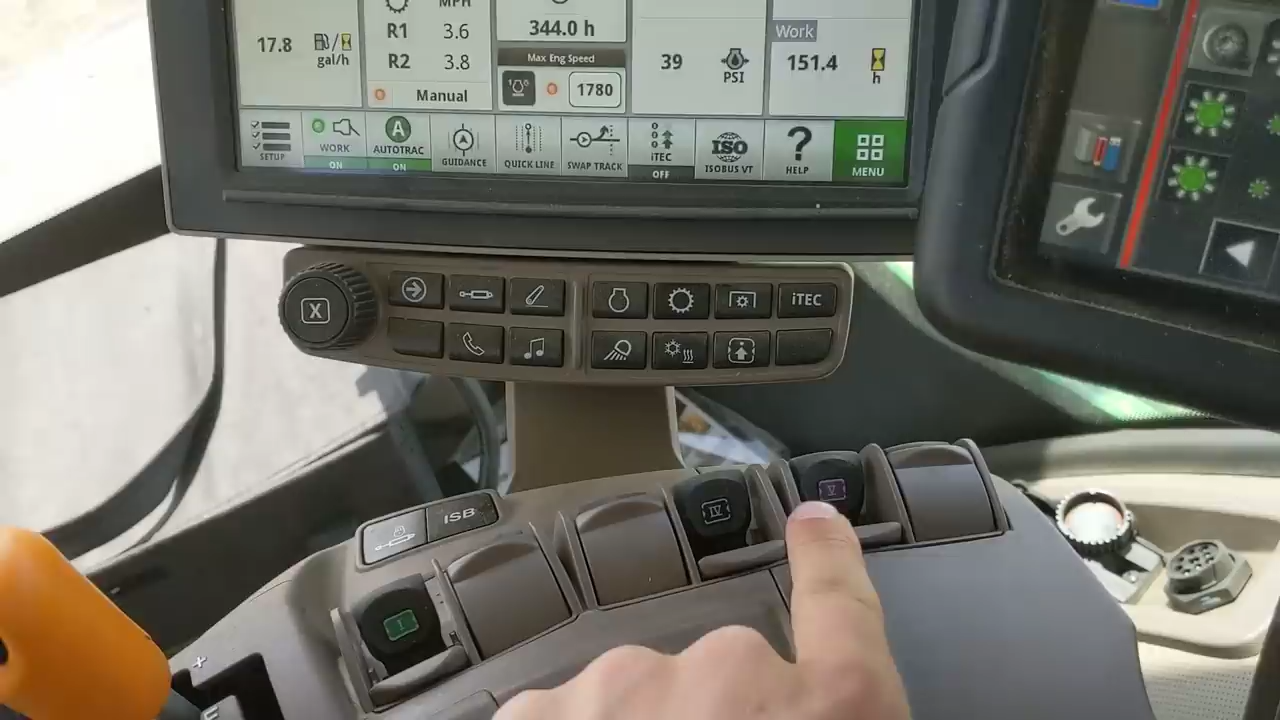 MPH
17.8
gal/h
R1 3.6
R2 3.8
Manual
344.0 h
Max Eng Speed
1780
39
PSI
Work
151.4
h
SETUP
WORK
ON
A
AUTOTRAC
ON
GUIDANCE
QUICK LINE
SWAP TRACK
iTEC
OFF
ISO
ISOBUS VT
?
HELP
MENU
X
iTEC
ISB
I
IV
V
+